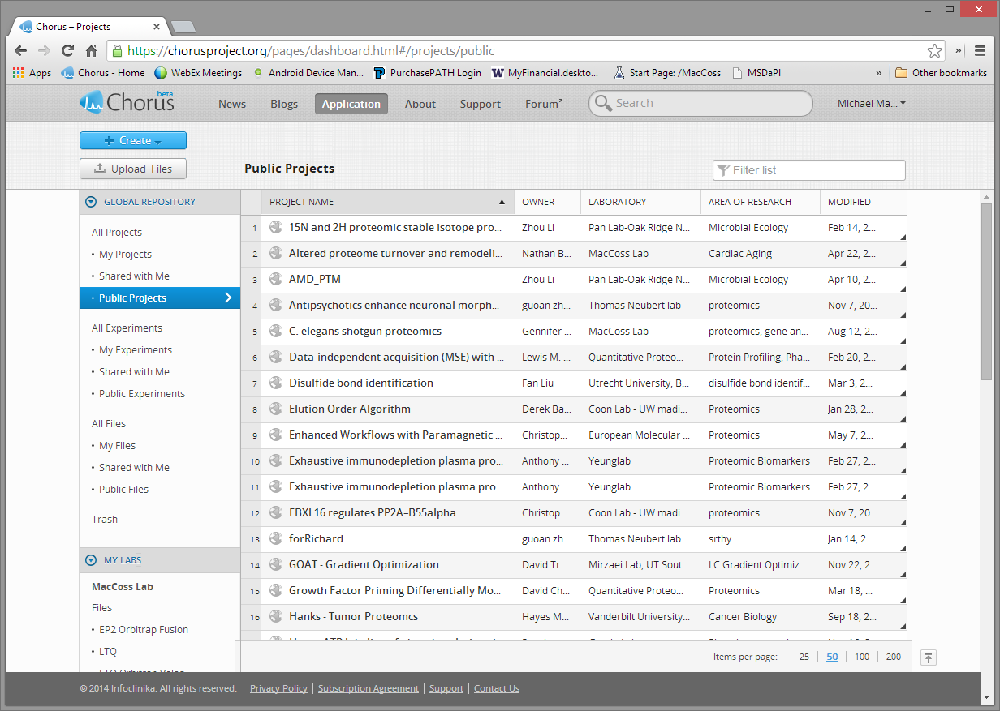 Chorus – Projects
https://chorusproject.org/pages/dashboard.html#/projects/public
Apps Chorus - Home WebEx Meetings Android Device Man... PurchasePATH Login MyFinancial.deskto... Start Page: /MacCoss MSDaPl » Other bookmarks
Chorus beta News Blogs Application About Support Forum Search Michael Ma...
+ Create
Upload Files
Public Projects
Filter list
GLOBAL REPOSITORY
All Projects
• My Projects
• Shared with Me
• Public Projects
All Experiments
• My Experiments
• Shared with Me
• Public Experiments
All Files
• My Files
• Shared with Me
• Public Files
Trash
MY LABS
MacCoss Lab
Files
• EP2 Orbitrap Fusion
• LTQ
PROJECT NAME OWNER LABORATORY AREA OF RESEARCH MODIFIED
1 15N and 2H proteomic stable isotope pro... Zhou Li Pan Lab-Oak Ridge N... Microbial Ecology Feb 14, 2...
2 Altered proteome turnover and remodeli... Nathan B... MacCoss Lab Cardiac Aging Apr 22, 2...
3 AMD_PTM Zhou Li Pan Lab-Oak Ridge N... Microbial Ecology Apr 10, 2...
4 Antipsychotics enhance neuronal morph... guoan zh... Thomas Neubert lab proteomics Nov 7, 20...
5 C. elegans shotgun proteomics Gennifer ... MacCoss Lab proteomics, gene an... Aug 12, 2...
6 Data-independent acquisition (MSE) with ... Lewis M. ... Quantitative Proteo... Protein Profiling, Pha... Feb 20, 2...
7 Disulfide bond identification Fan Liu Utrecht University, B... disulfide bond identif... Mar 3, 2...
8 Elution Order Algorithm Derek Ba... Coon Lab - UW madi... Proteomics Jan 28, 2...
9 Enhanced Workflows with Paramagnetic ... Christop... European Molecular ... Proteomics May 7, 2...
10 Exhaustive immunodepletion plasma pro... Anthony ... Yeunglab Proteomic Biomarkers Feb 27, 2...
11 Exhaustive immunodepletion plasma pro... Anthony ... Yeunglab Proteomic Biomarkers Feb 27, 2...
12 FBXL16 regulates PP2A–B55alpha Christop... Coon Lab - UW madi... proteomics Nov 7, 20...
13 forRichard guoan zh... Thomas Neubert lab srthy Jan 14, 2...
14 GOAT - Gradient Optimization David Tr... Mirzaei Lab, UT Sout... LC Gradient Optimiz... Nov 22, 2...
15 Growth Factor Priming Differentially Mo... David Ch... Quantitative Proteo... Proteomics Mar 18, ...
16 Hanks - Tumor Proteomcs Hayes M... Vanderbilt University... Cancer Biology Sep 18, 2...
Items per page: 25 50 100 200
© 2014 Infoclinika. All rights reserved. Privacy Policy Subscription Agreement Support Contact Us